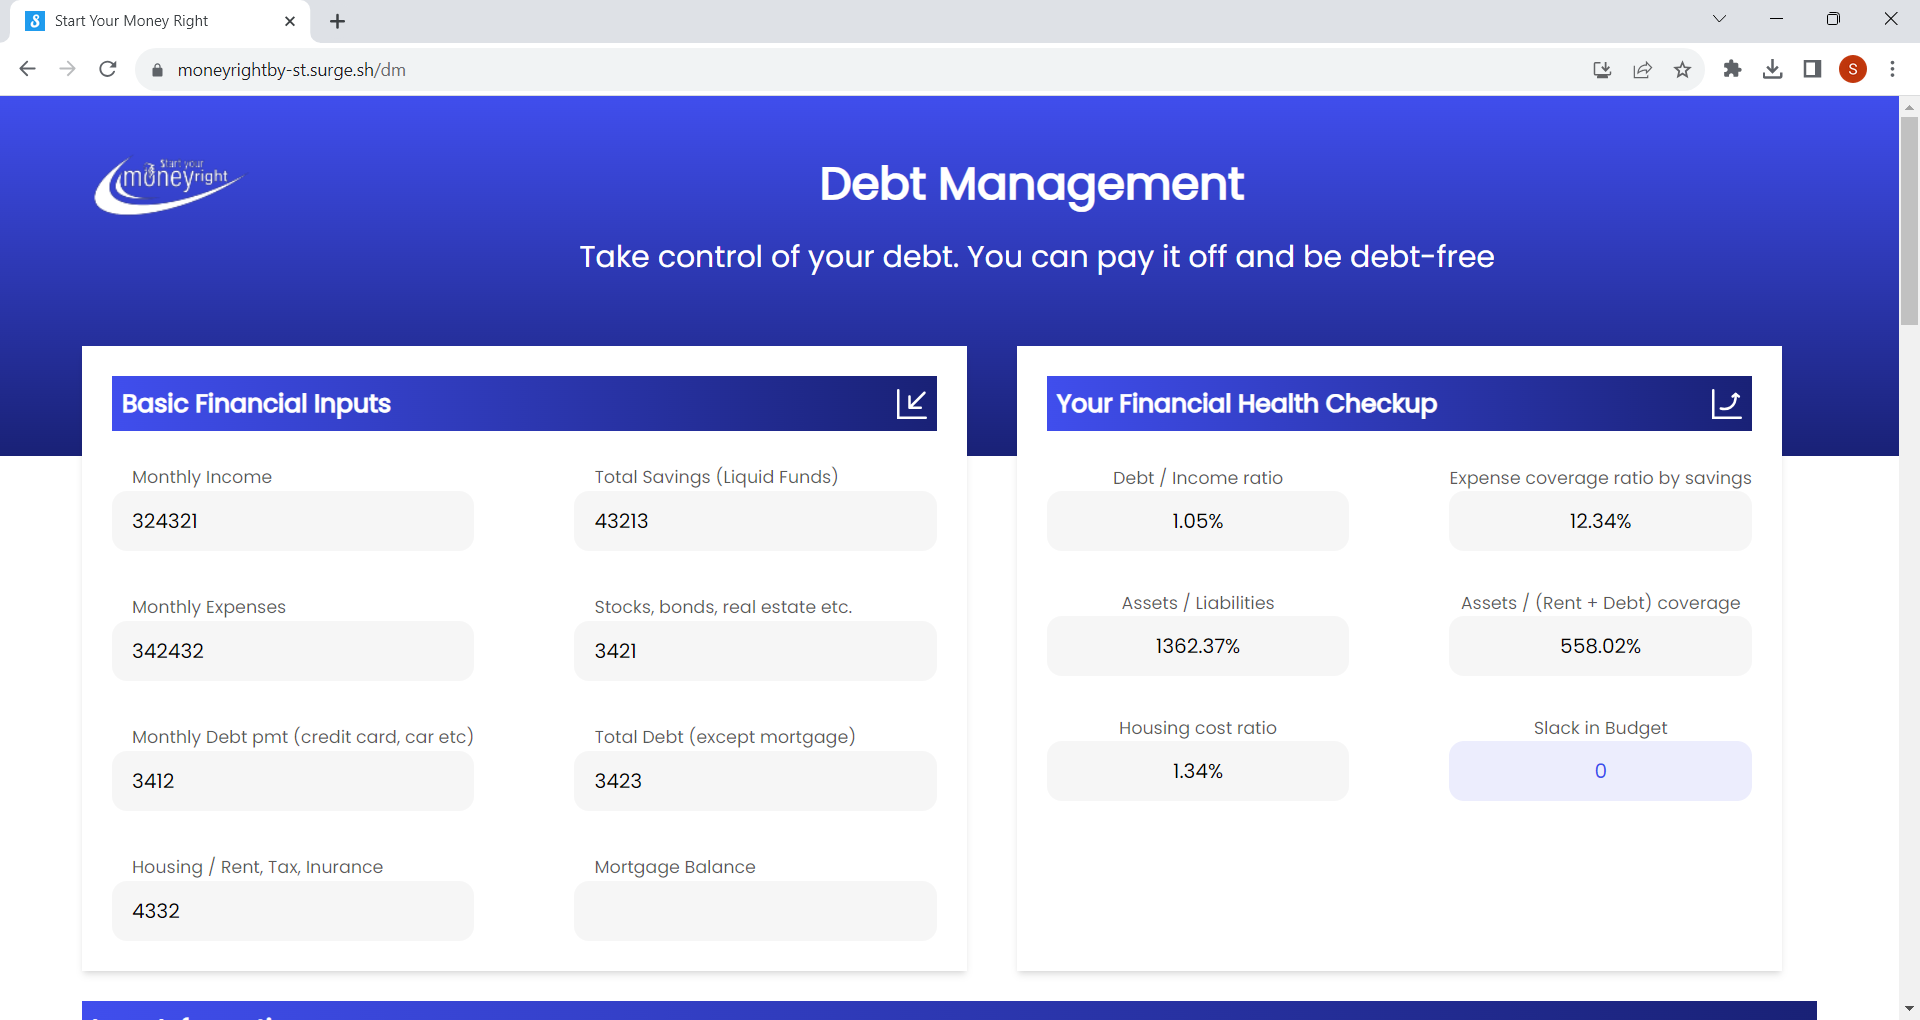 Start Your Money Right
moneyrightby-st.surge.sh/dm
S
Start your
moneyright
Debt Management
Take control of your debt. You can pay it off and be debt-free
Basic Financial Inputs
Monthly Income
Total Savings (Liquid Funds)
324321
43213
Monthly Expenses
Stocks, bonds, real estate etc.
342432
3421
Monthly Debt pmt (credit card, car etc)
Total Debt (except mortgage)
3412
3423
Housing / Rent, Tax, Inurance
Mortgage Balance
4332
Your Financial Health Checkup
Debt / Income ratio
Expense coverage ratio by savings
1.05%
12.34%
Assets / Liabilities
Assets / (Rent + Debt) coverage
1362.37%
558.02%
Housing cost ratio
Slack in Budget
1.34%
0